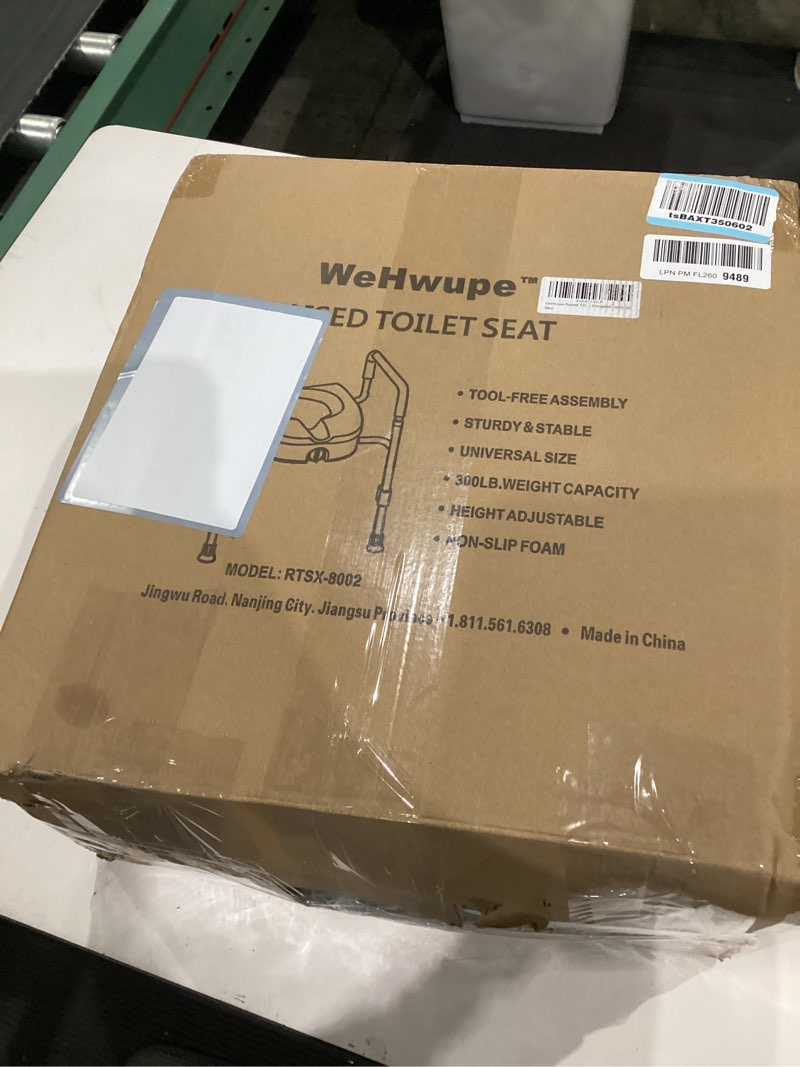 tsBAXT350602
LPN PM FL260 9489
WeHwupe™
SED TOILET SEAT
• TOOL-FREE ASSEMBLY
• STURDY & STABLE
• UNIVERSAL SIZE
• 300LB.WEIGHT CAPACITY
• HEIGHT ADJUSTABLE
• NON-SLIP FOAM
MODEL: RTSX-8002
Jingwu Road. Nanjing City. Jiangsu Province 1.811.561.6308 • Made in China